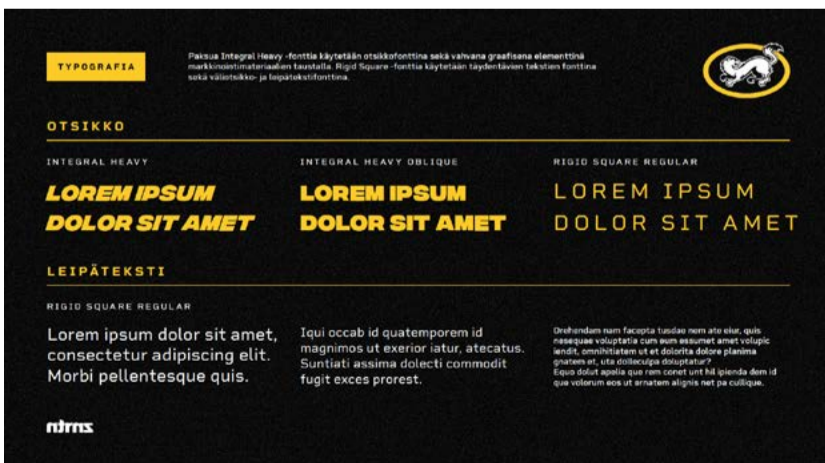 TYPOGRAFIA
Paksua Integral Heavy -fonttia käytetään otsikkofonttina sekä vahvana graafisena elementtinä
markkinointimateriaalien taustalla. Rigid Square -fonttia käytetään täydentävien tekstien fonttina
sekä väliotsikko- ja leipätekstifonttina.
OTSIKKO
INTEGRAL HEAVY
LOREM IPSUM
DOLOR SIT AMET
INTEGRAL HEAVY OBLIQUE
LOREM IPSUM
DOLOR SIT AMET
RIGID SQUARE REGULAR
LOREM IPSUM
DOLOR SIT AMET
LEIPÄTEKSTI
RIGID SQUARE REGULAR
Lorem ipsum dolor sit amet,
consectetur adipiscing elit.
Morbi pellentesque quis.
Iqui occab id quatemporem id
magnimos ut exerior iatur, atecatus.
Suntiati assima dolecti commodit
fugit exces prorest.
Orehendam nam facepta tusdae nem ate eiur, quis
nesequae voluptatia cum eum essumet amet volupic
iendit, omnihitiatem ut et dolorita dolore planima
gnatem et, ute dolleculpa doluptatur?
Equo dolut apelia que rem conet unt hil ipienda dem id
que volorum eos ut ernatem alignis net pa cullique.